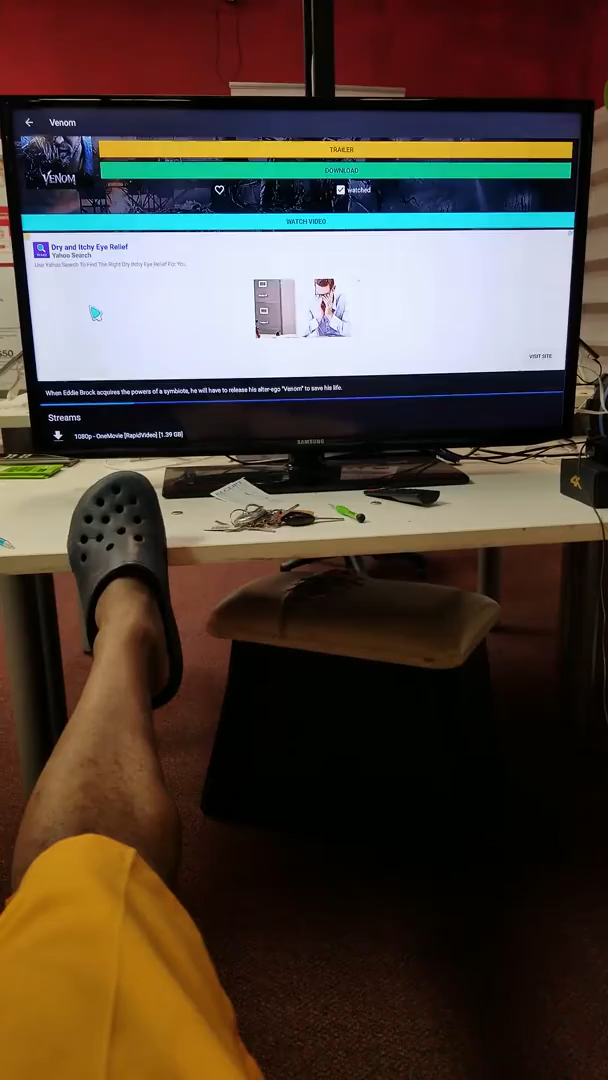 Venom
TRAILER
VENOM
DOWNLOAD
watched
WATCH VIDEO
Dry and Itchy Eye Relief
Yahoo Search
Use Yahoo Search To Find The Right Dry Itchy Eye Relief For You.
VISIT SITE
When Eddie Brock acquires the powers of a symbiote, he will have to release his alter-ego "Venom" to save his life.
Streams
1080p - OneMovie [RapidVideo] [1.39 GB]
SAMSUNG
4K